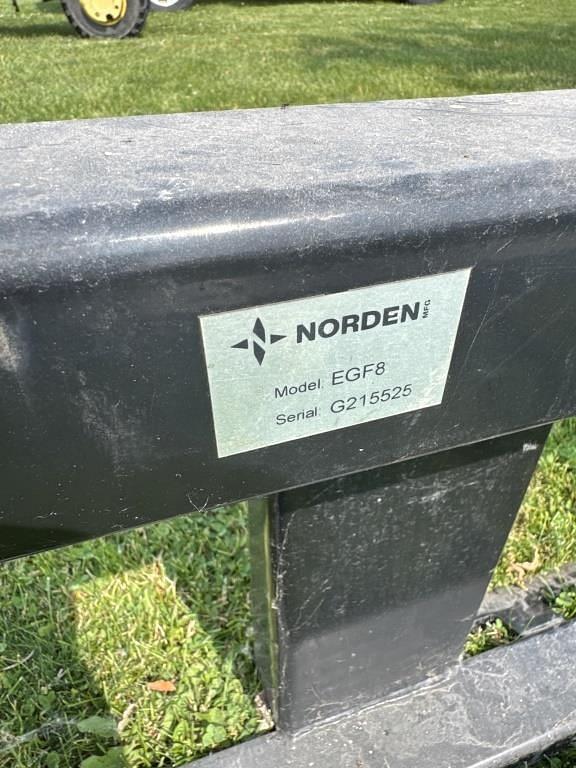 NORDEN MFG
Model: EGF8
Serial: G215525